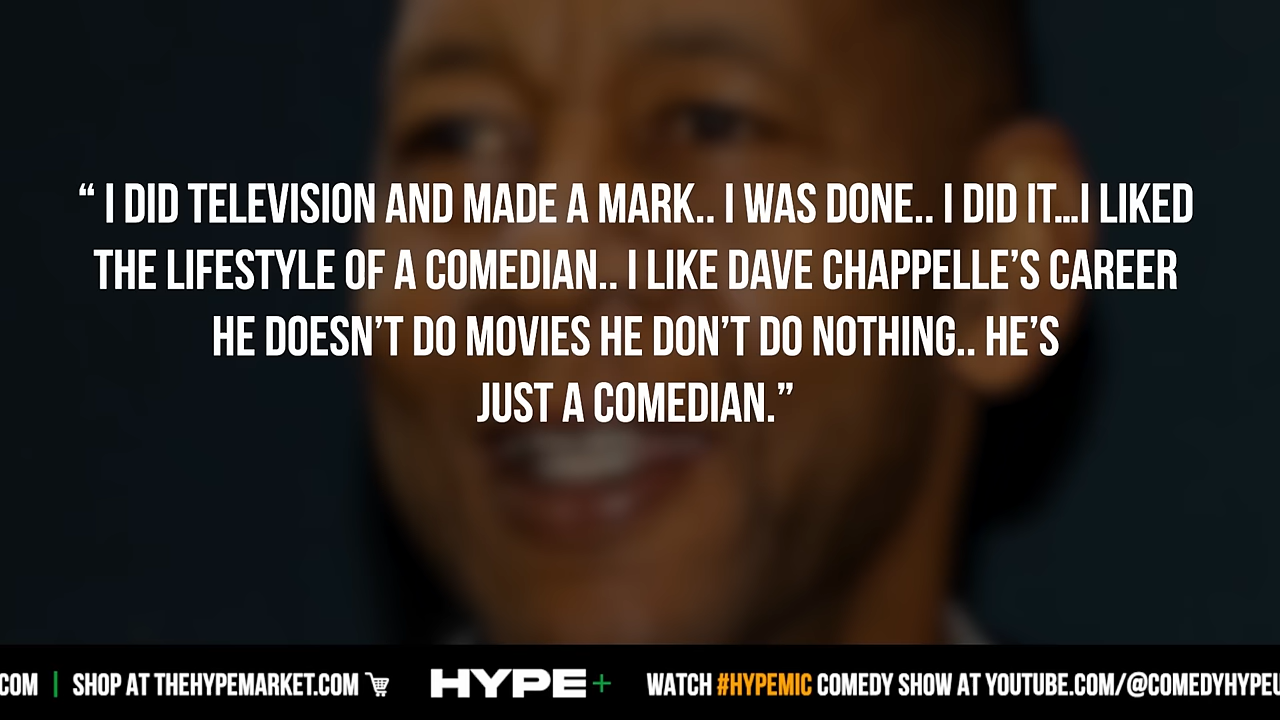 “ I DID TELEVISION AND MADE A MARK.. I WAS DONE.. I DID IT...I LIKED
THE LIFESTYLE OF A COMEDIAN.. I LIKE DAVE CHAPPELLE’S CAREER
HE DOESN’T DO MOVIES HE DON’T DO NOTHING.. HE’S
JUST A COMEDIAN.”
COM | SHOP AT THEHYPEMARKET.COM HYPE+ WATCH #HYPEMIC COMEDY SHOW AT YOUTUBE.COM/@COMEDYHYPE